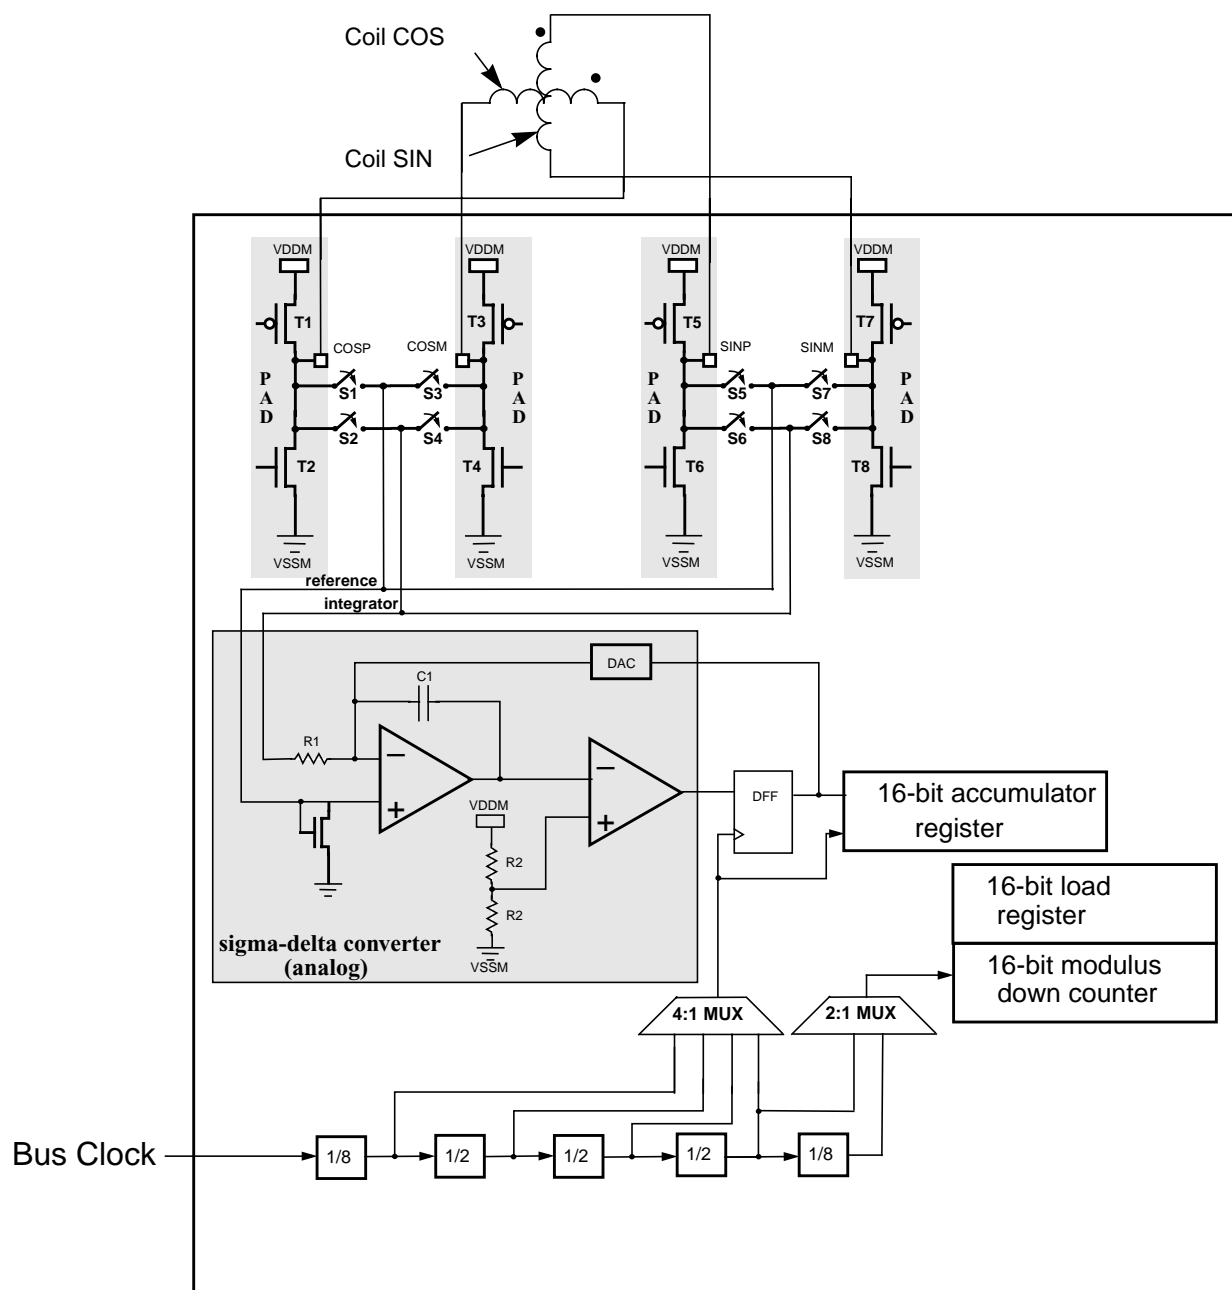 Coil COS
Coil SIN
VDDM
VDDM
VDDM
VDDM
T1
T3
T5
T7
COSP
COSM
SINP
SINM
P
A
D
P
A
D
P
A
D
P
A
D
S1
S3
S5
S7
S2
S4
S6
S8
T2
T4
T6
T8
VSSM
VSSM
VSSM
VSSM
reference
integrator
DAC
C1
R1
VDDM
R2
R2
VSSM
sigma-delta converter
(analog)
DFF
16-bit accumulator
register
16-bit load
register
16-bit modulus
down counter
4:1 MUX
2:1 MUX
Bus Clock
1/8
1/2
1/2
1/2
1/8